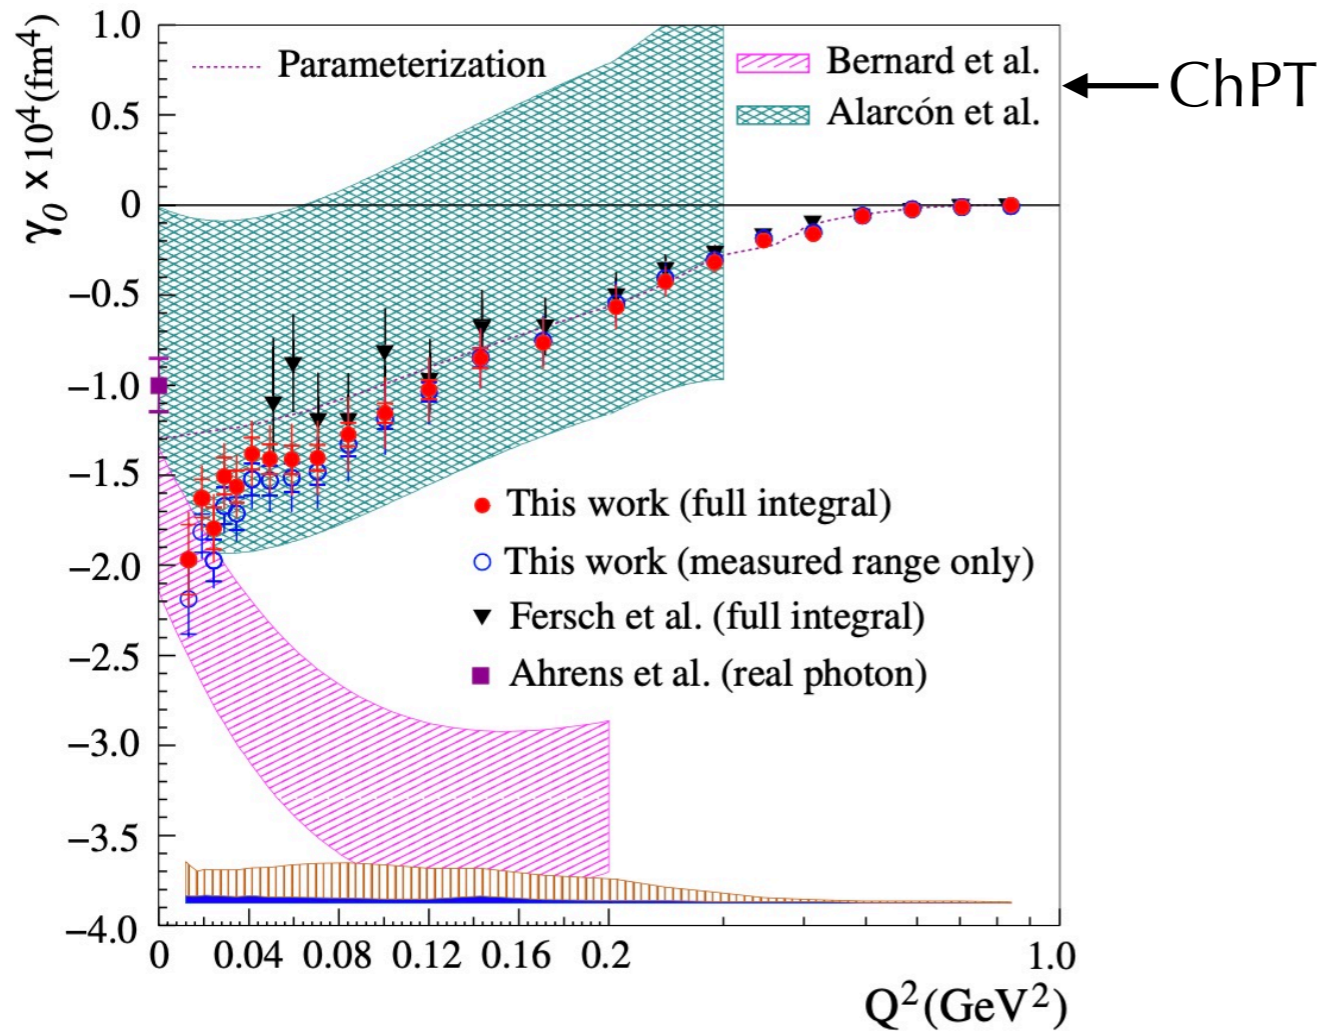 γ₀ × 10⁴(fm⁴)
1.0
0.5
0
−0.5
−1.0
−1.5
−2.0
−2.5
−3.0
−3.5
−4.0
Parameterization
Bernard et al.
Alarcón et al.
ChPT
This work (full integral)
This work (measured range only)
Fersch et al. (full integral)
Ahrens et al. (real photon)
0 0.04 0.08 0.12 0.16 0.2 1.0
Q²(GeV²)